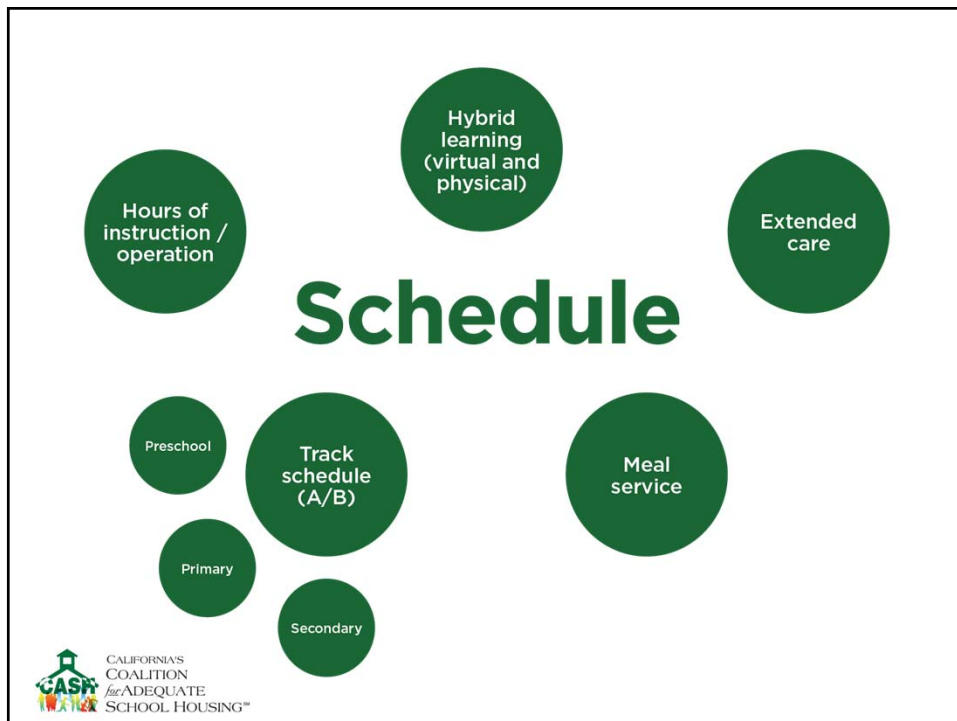 Hybrid
learning
(virtual and
physical)
Hours of
instruction /
operation
Extended
care
Schedule
Preschool
Track
schedule
(A/B)
Meal
service
Primary
Secondary
CASH
CALIFORNIA'S
COALITION
for ADEQUATE
SCHOOL HOUSING℠